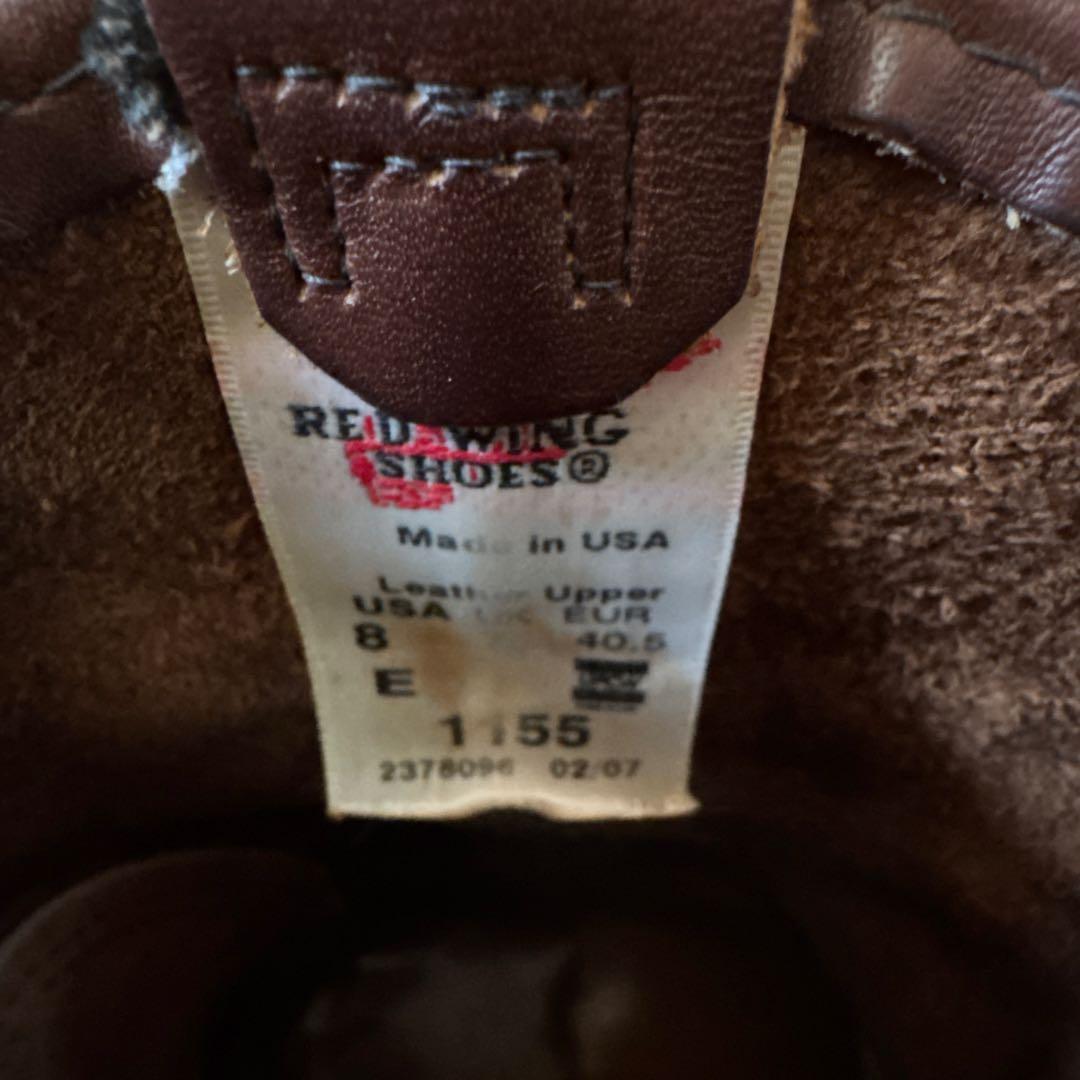 RED WING
SHOES®
Made in USA
Leather Upper
USA UK EUR
8 40.5
E
1155
2378096 02/07